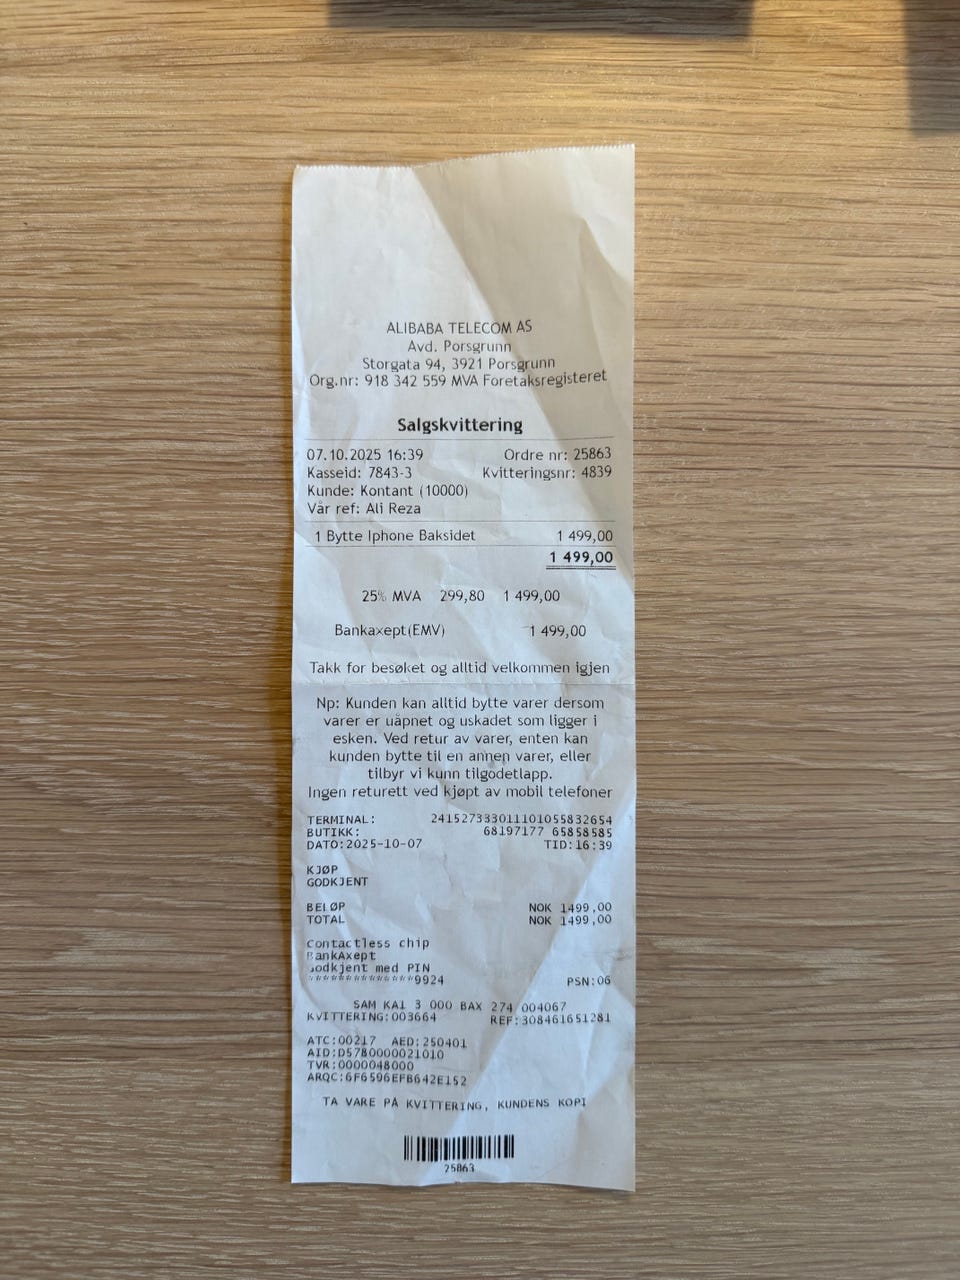 ALIBABA TELECOM AS
Avd. Porsgrunn
Storgata 94, 3921 Porsgrunn
Org.nr: 918 342 559 MVA Foretaksregisteret
Salgskvittering
07.10.2025 16:39 Ordre nr: 25863
Kasseid: 7843-3 Kvitteringsnr: 4839
Kunde: Kontant (10000)
Vår ref: Ali Reza
1 Bytte Iphone Baksidet 1 499,00
1 499,00
25% MVA 299,80 1 499,00
Bankaxept(EMV) 1 499,00
Takk for besøket og alltid velkommen igjen
Np: Kunden kan alltid bytte varer dersom
varer er uåpnet og uskadet som ligger i
esken. Ved retur av varer, enten kan
kunden bytte til en annen varer, eller
tilbyr vi kunn tilgodetlapp.
Ingen returett ved kjøpt av mobil telefoner
TERMINAL: 241527333011101055832654
BUTIKK: 68197177 65858585
DATO:2025-10-07 TID:16:39
KJØP
GODKJENT
BELØP NOK 1499,00
TOTAL NOK 1499,00
Contactless chip
BankAxept
Godkjent med PIN
**************9924 PSN:06
SAM KA1 3 000 BAX 274 004067
KVITTERING:003664 REF:308461651281
ATC:00217 AED:250401
AID:D5780000021010
TVR:0000048000
ARQC:6F6596EFB642E152
TA VARE PÅ KVITTERING, KUNDENS KOPI
25863